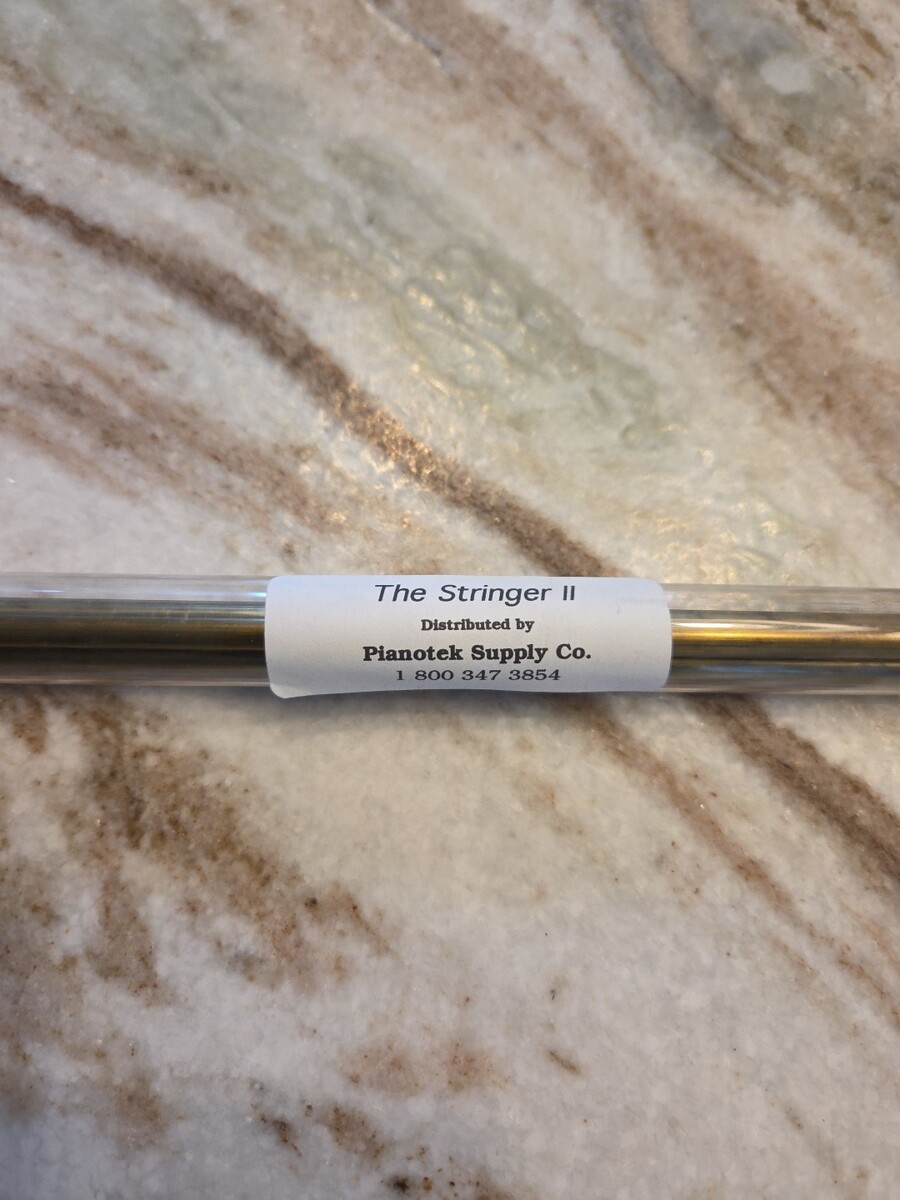 The Stringer II
Distributed by
Pianotek Supply Co.
1 800 347 3854